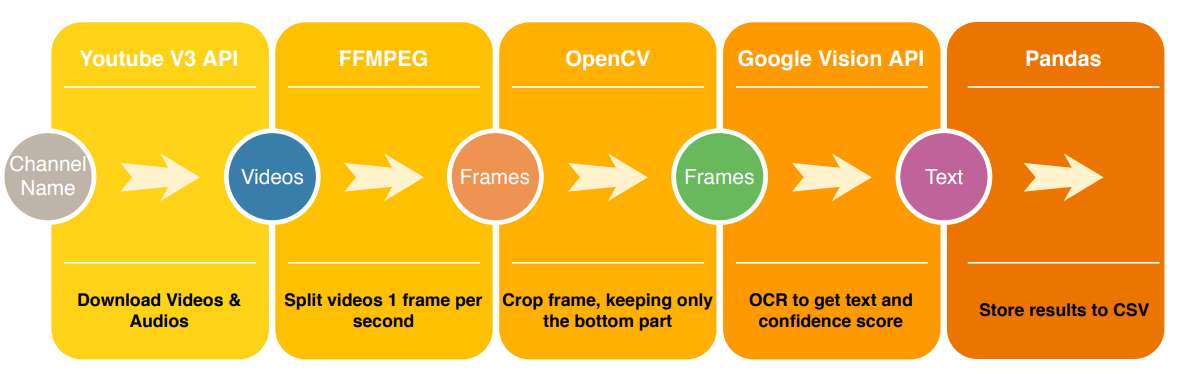 Youtube V3 API
FFMPEG
OpenCV
Google Vision API
Pandas
Channel
Name
Videos
Frames
Frames
Text
Download Videos &
Audios
Split videos 1 frame per
second
Crop frame, keeping only
the bottom part
OCR to get text and
confidence score
Store results to CSV